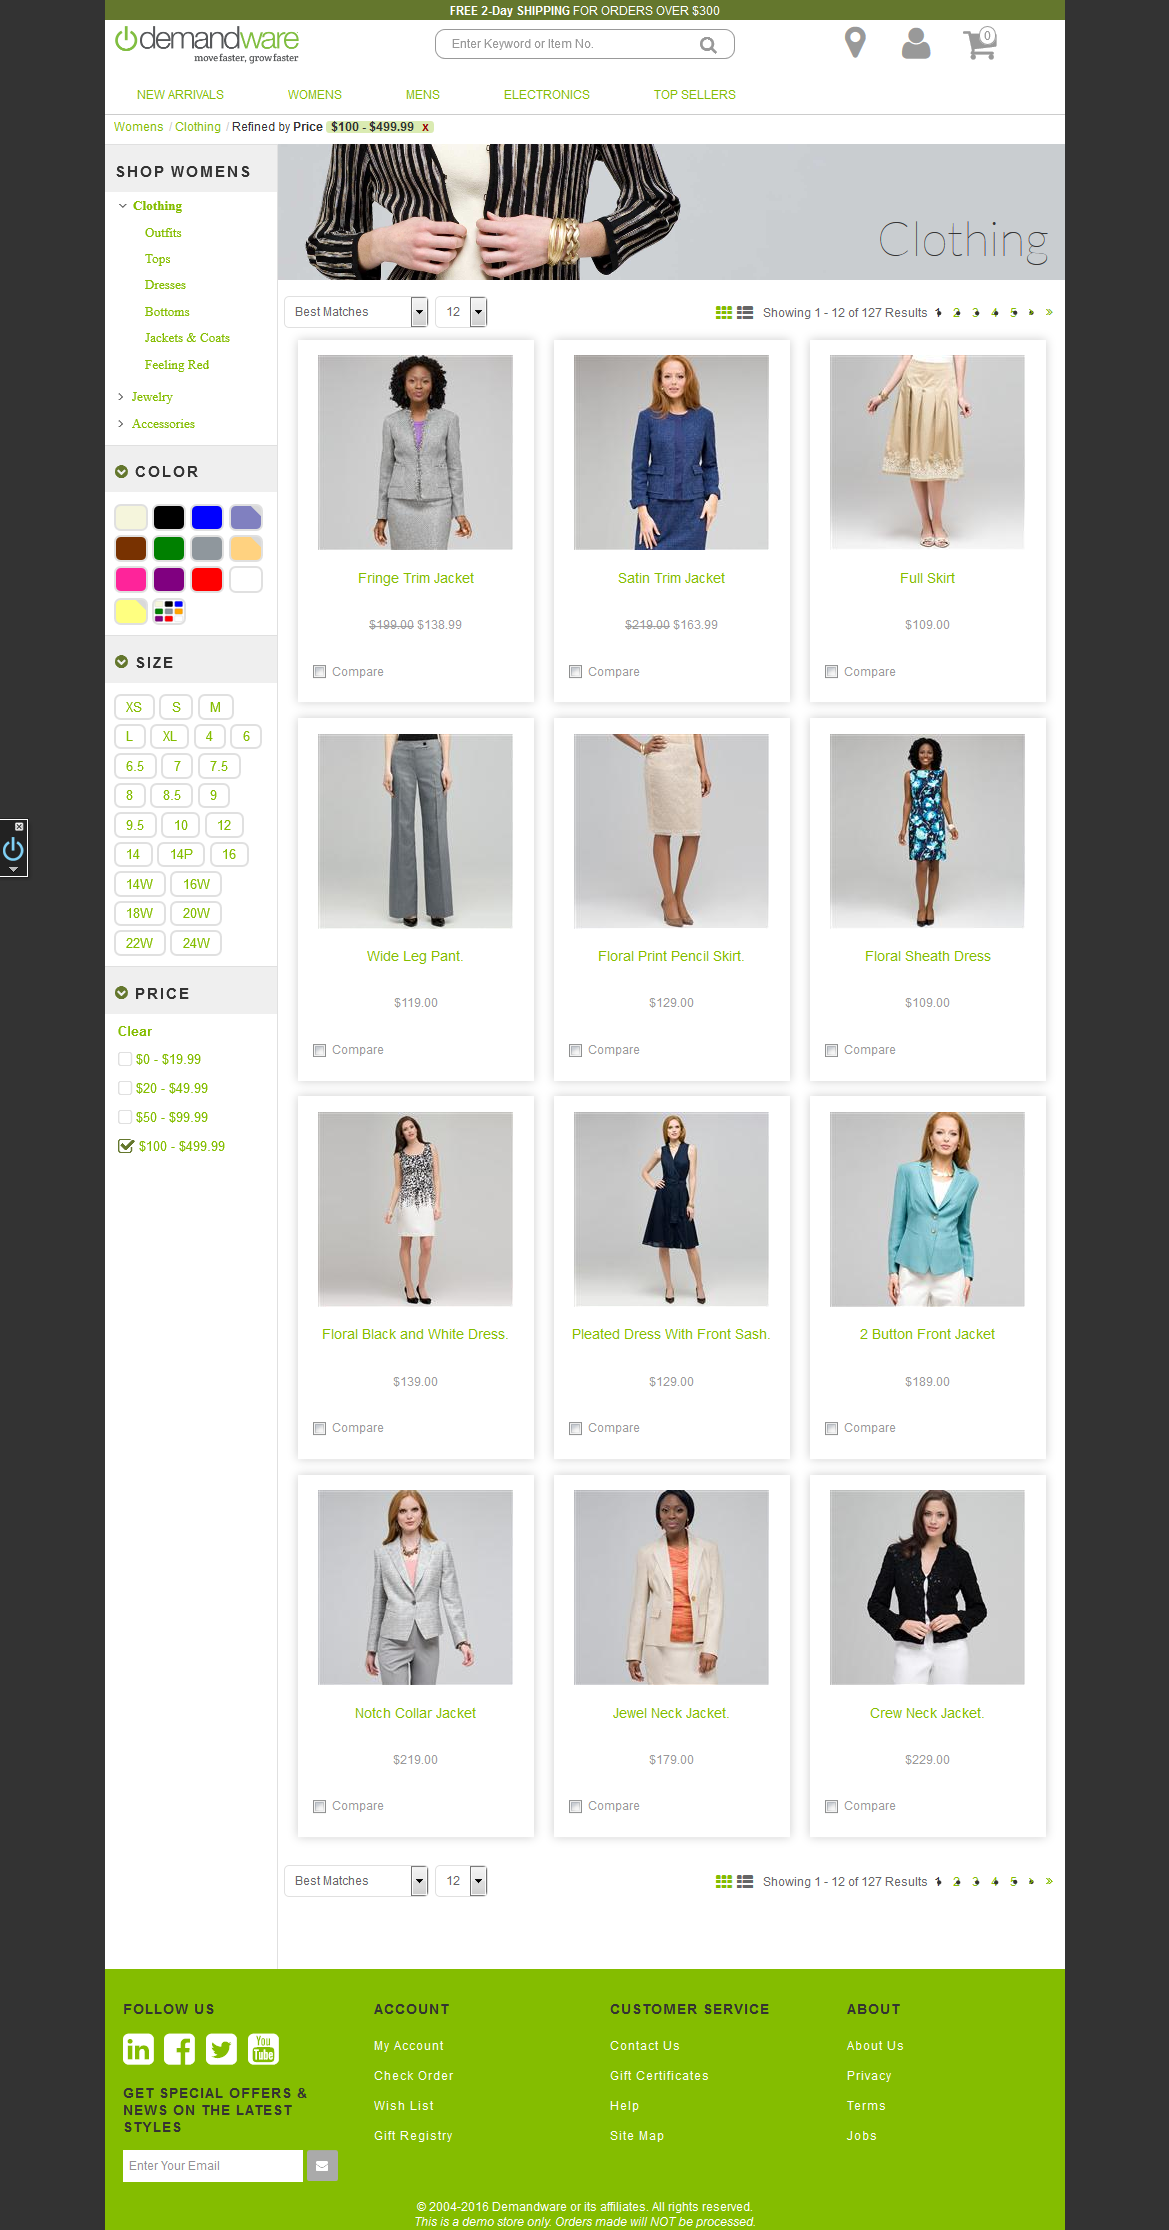 FREE 2-Day SHIPPING FOR ORDERS OVER $300
demandware
move faster, grow faster
Enter Keyword or Item No.
0
NEW ARRIVALS WOMENS MENS ELECTRONICS TOP SELLERS
Womens / Clothing / Refined by Price $100 - $499.99 x
SHOP WOMENS
Clothing
Outfits
Tops
Dresses
Bottoms
Jackets & Coats
Feeling Red
Jewelry
Accessories
COLOR
SIZE
XS S M
L XL 4 6
6.5 7 7.5
8 8.5 9
9.5 10 12
14 14P 16
14W 16W
18W 20W
22W 24W
PRICE
Clear
$0 - $19.99
$20 - $49.99
$50 - $99.99
$100 - $499.99
Clothing
Best Matches 12 Showing 1 - 12 of 127 Results 1 2 3 4 5 »
Fringe Trim Jacket Satin Trim Jacket Full Skirt
$199.00 $138.99 $219.00 $163.99 $109.00
Compare Compare Compare
Wide Leg Pant. Floral Print Pencil Skirt. Floral Sheath Dress
$119.00 $129.00 $109.00
Compare Compare Compare
Floral Black and White Dress. Pleated Dress With Front Sash. 2 Button Front Jacket
$139.00 $129.00 $189.00
Compare Compare Compare
Notch Collar Jacket Jewel Neck Jacket. Crew Neck Jacket.
$219.00 $179.00 $229.00
Compare Compare Compare
Best Matches 12 Showing 1 - 12 of 127 Results 1 2 3 4 5 »
FOLLOW US
You Tube
GET SPECIAL OFFERS &
NEWS ON THE LATEST
STYLES
Enter Your Email
ACCOUNT
My Account
Check Order
Wish List
Gift Registry
CUSTOMER SERVICE
Contact Us
Gift Certificates
Help
Site Map
ABOUT
About Us
Privacy
Terms
Jobs
© 2004-2016 Demandware or its affiliates. All rights reserved.
This is a demo store only. Orders made will NOT be processed.